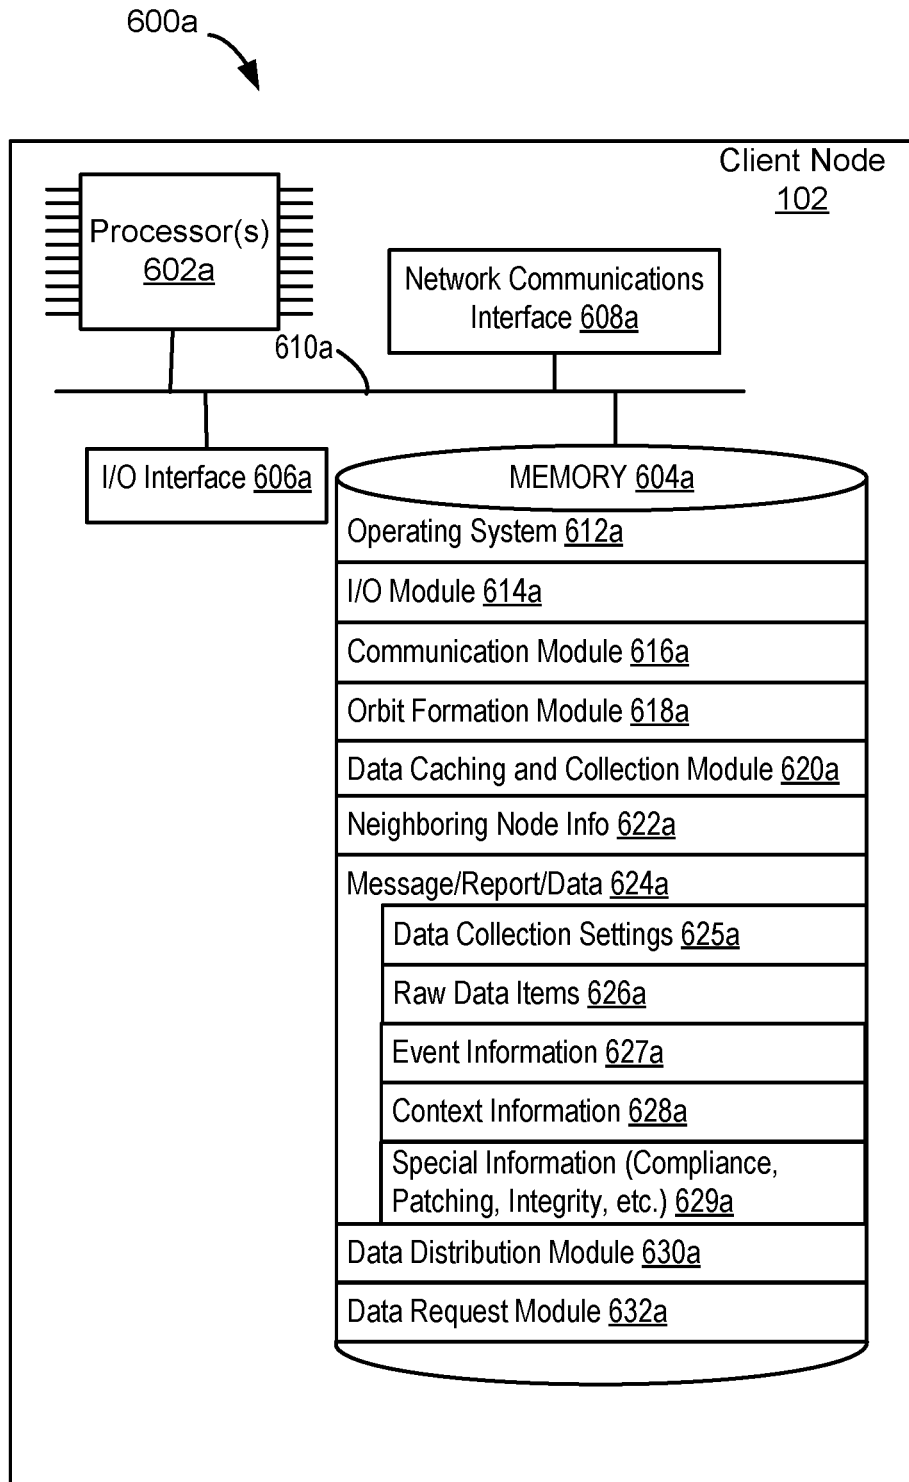 600a
Client Node
102
Processor(s)
602a
Network Communications
Interface 608a
610a
I/O Interface 606a
MEMORY 604a
Operating System 612a
I/O Module 614a
Communication Module 616a
Orbit Formation Module 618a
Data Caching and Collection Module 620a
Neighboring Node Info 622a
Message/Report/Data 624a
Data Collection Settings 625a
Raw Data Items 626a
Event Information 627a
Context Information 628a
Special Information (Compliance,
Patching, Integrity, etc.) 629a
Data Distribution Module 630a
Data Request Module 632a